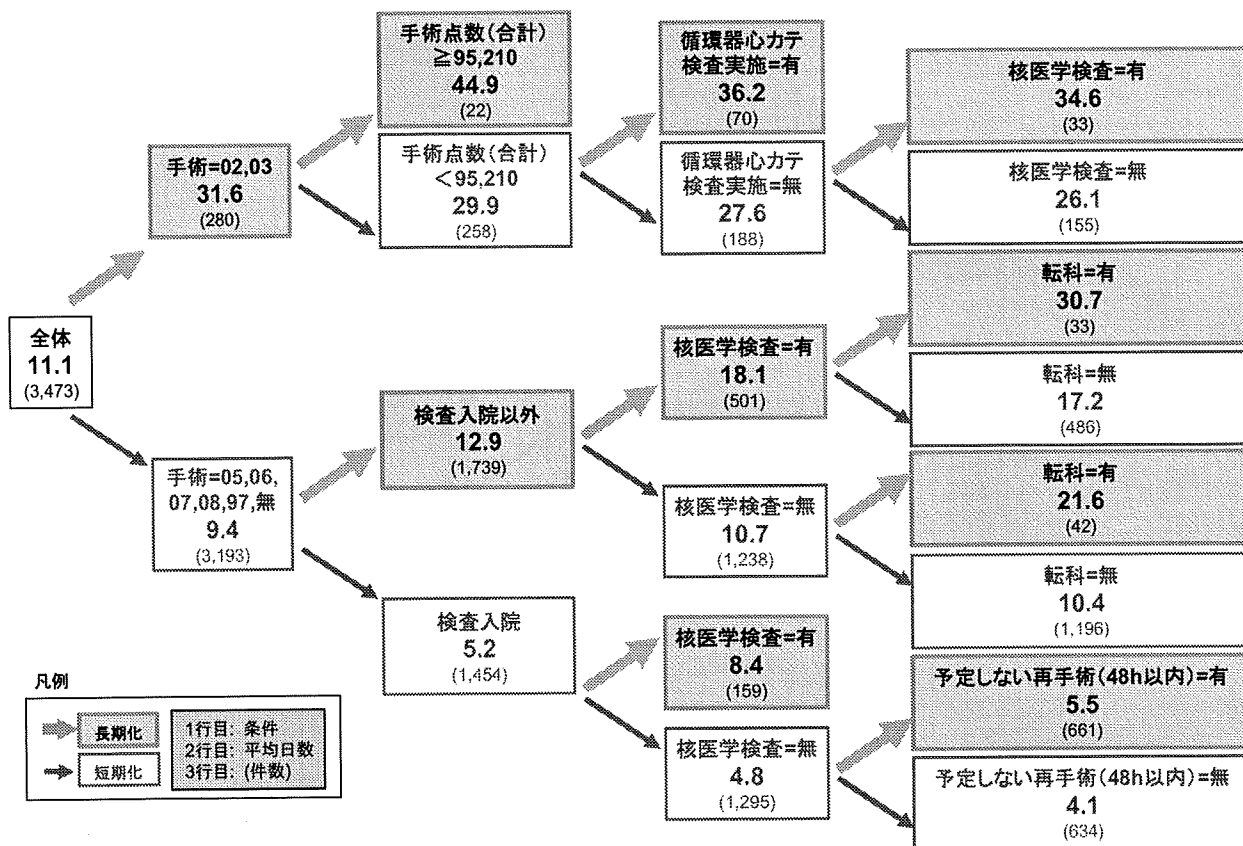 全体
11.1
(3,473)
手術=02,03
31.6
(280)
手術=05,06,
07,08,97,無
9.4
(3,193)
手術点数(合計)
≧95,210
44.9
(22)
手術点数(合計)
<95,210
29.9
(258)
検査入院以外
12.9
(1,739)
検査入院
5.2
(1,454)
循環器心カテ
検査実施=有
36.2
(70)
循環器心カテ
検査実施=無
27.6
(188)
核医学検査=有
18.1
(501)
核医学検査=無
10.7
(1,238)
核医学検査=有
8.4
(159)
核医学検査=無
4.8
(1,295)
核医学検査=有
34.6
(33)
核医学検査=無
26.1
(155)
転科=有
30.7
(33)
転科=無
17.2
(486)
転科=有
21.6
(42)
転科=無
10.4
(1,196)
予定しない再手術(48h以内)=有
5.5
(661)
予定しない再手術(48h以内)=無
4.1
(634)
凡例
長期化
短期化
1行目: 条件
2行目: 平均日数
3行目: (件数)